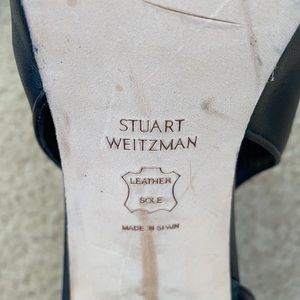 STUART
WEITZMAN
LEATHER
SOLE
MADE IN SPAIN